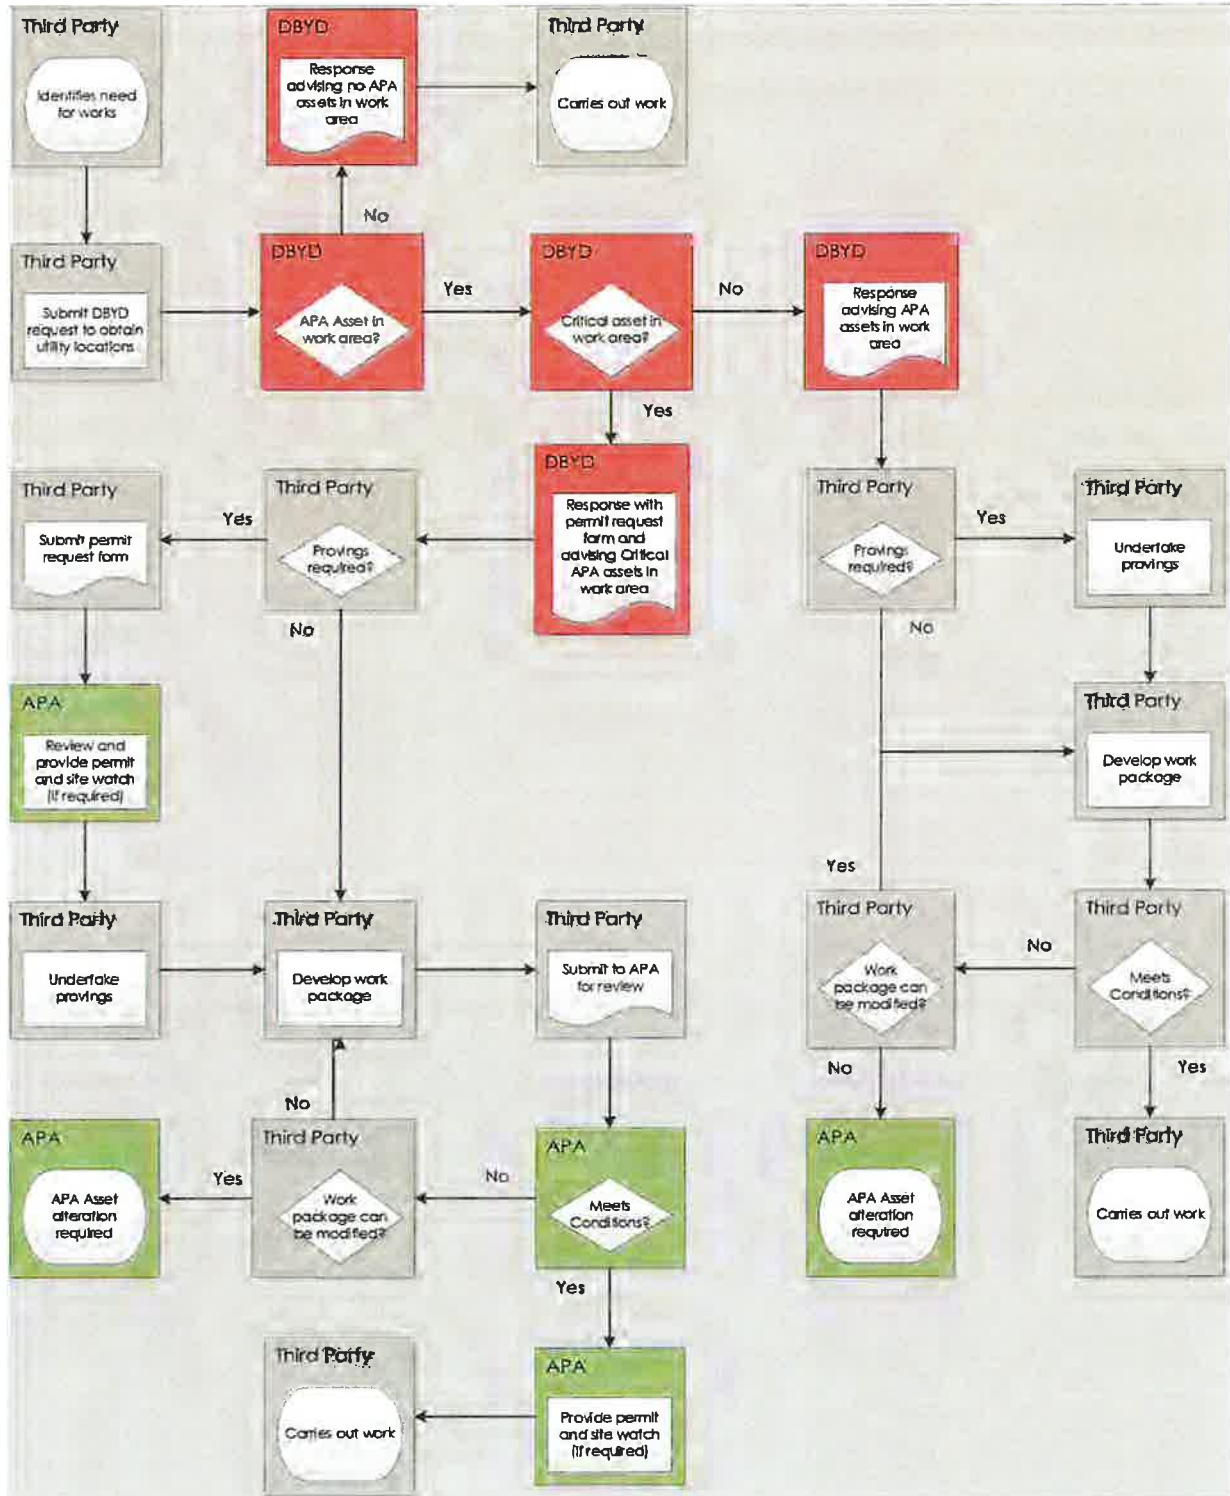 Third Party
Identifies need
for works
DBYD
Response
advising no APA
assets in work
area
Third Party
Carries out work
No
Third Party
Submit DBYD
request to obtain
utility locations
DBYD
APA Asset in
work area?
Yes
DBYD
Critical asset in
work area?
No
DBYD
Response
advising APA
assets in work
area
Yes
Third Party
Submit permit
request form
Yes
Third Party
Provings
required?
No
DBYD
Response with
permit request
form and
advising Critical
APA assets in
work area
Third Party
Provings
required?
Yes
No
Third Party
Undertake
provings
APA
Review and
provide permit
and site watch
(if required)
Third Party
Develop work
package
Yes
Third Party
Undertake
provings
Third Party
Develop work
package
Third Party
Submit to APA
for review
Third Party
Work
package can
be modified?
No
No
Third Party
Meets
Conditions?
Yes
No
APA
APA Asset
alteration
required
Yes
Third Party
Work
package can
be modified?
No
APA
Meets
Conditions?
Yes
APA
APA Asset
alteration
required
Third Party
Carries out work
Third Party
Carries out work
APA
Provide permit
and site watch
(if required)